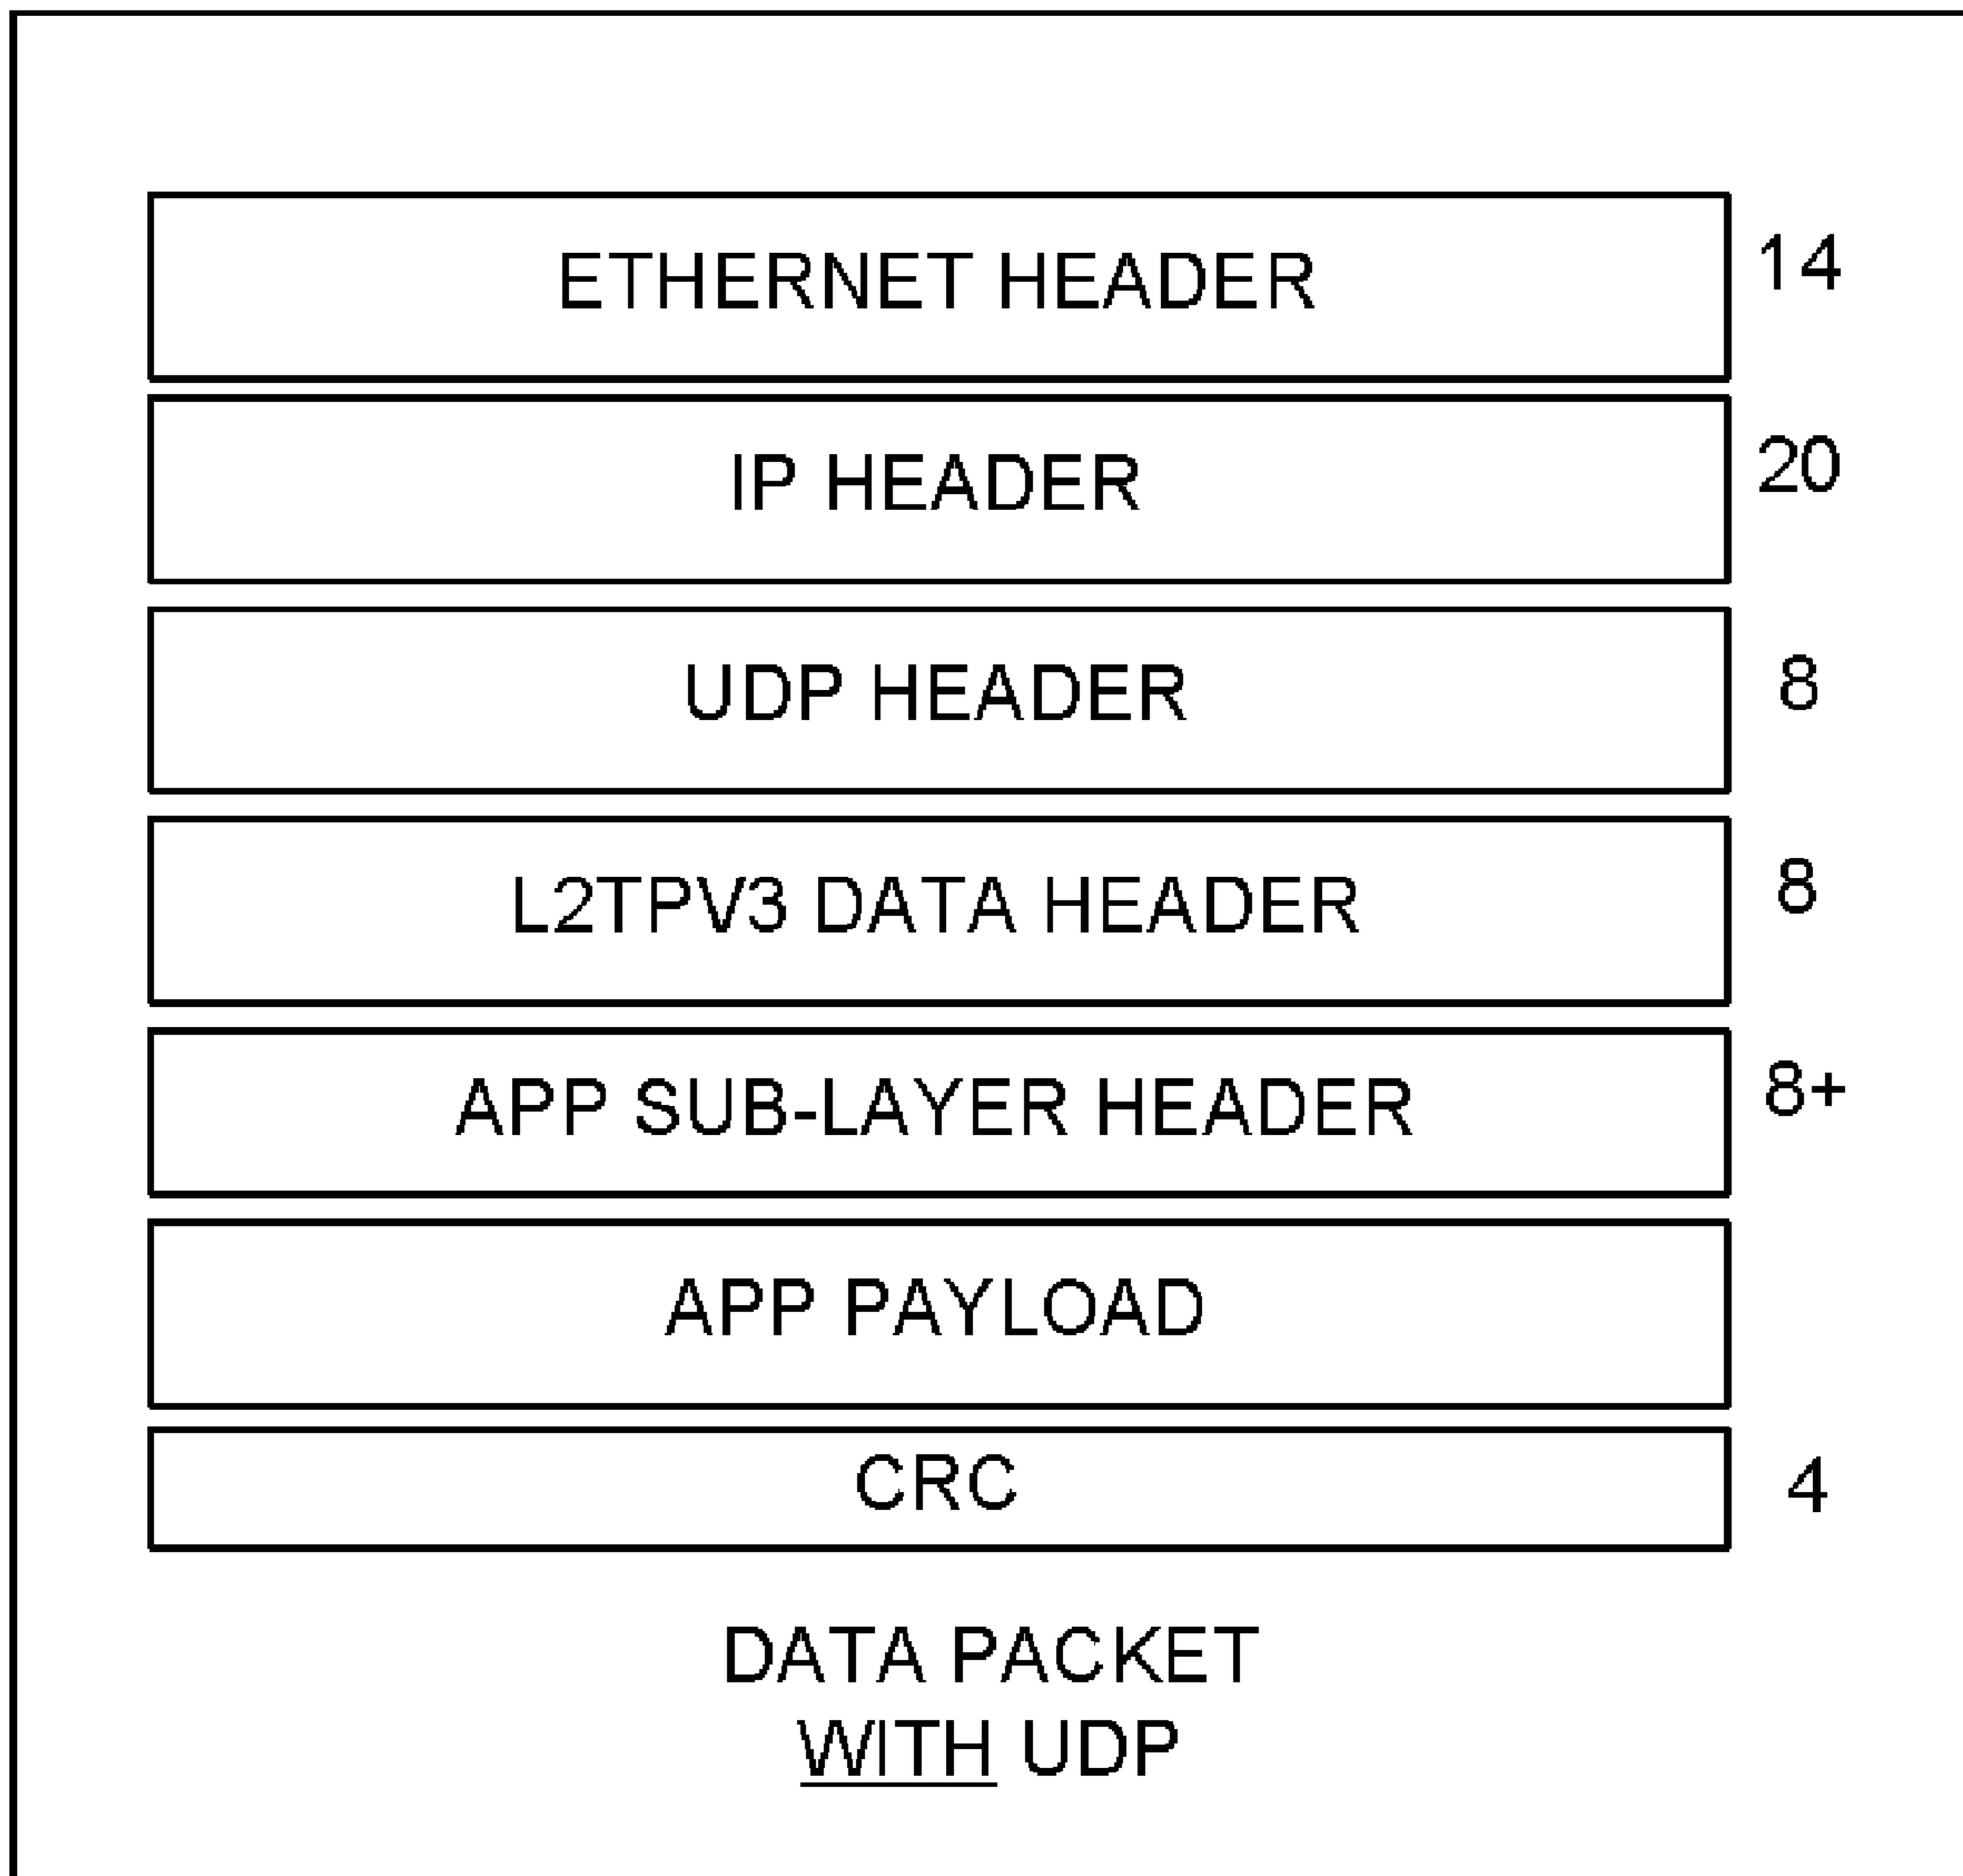 ETHERNET HEADER 14
IP HEADER 20
UDP HEADER 8
L2TPV3 DATA HEADER 8
APP SUB-LAYER HEADER 8+
APP PAYLOAD
CRC 4
DATA PACKET
WITH UDP